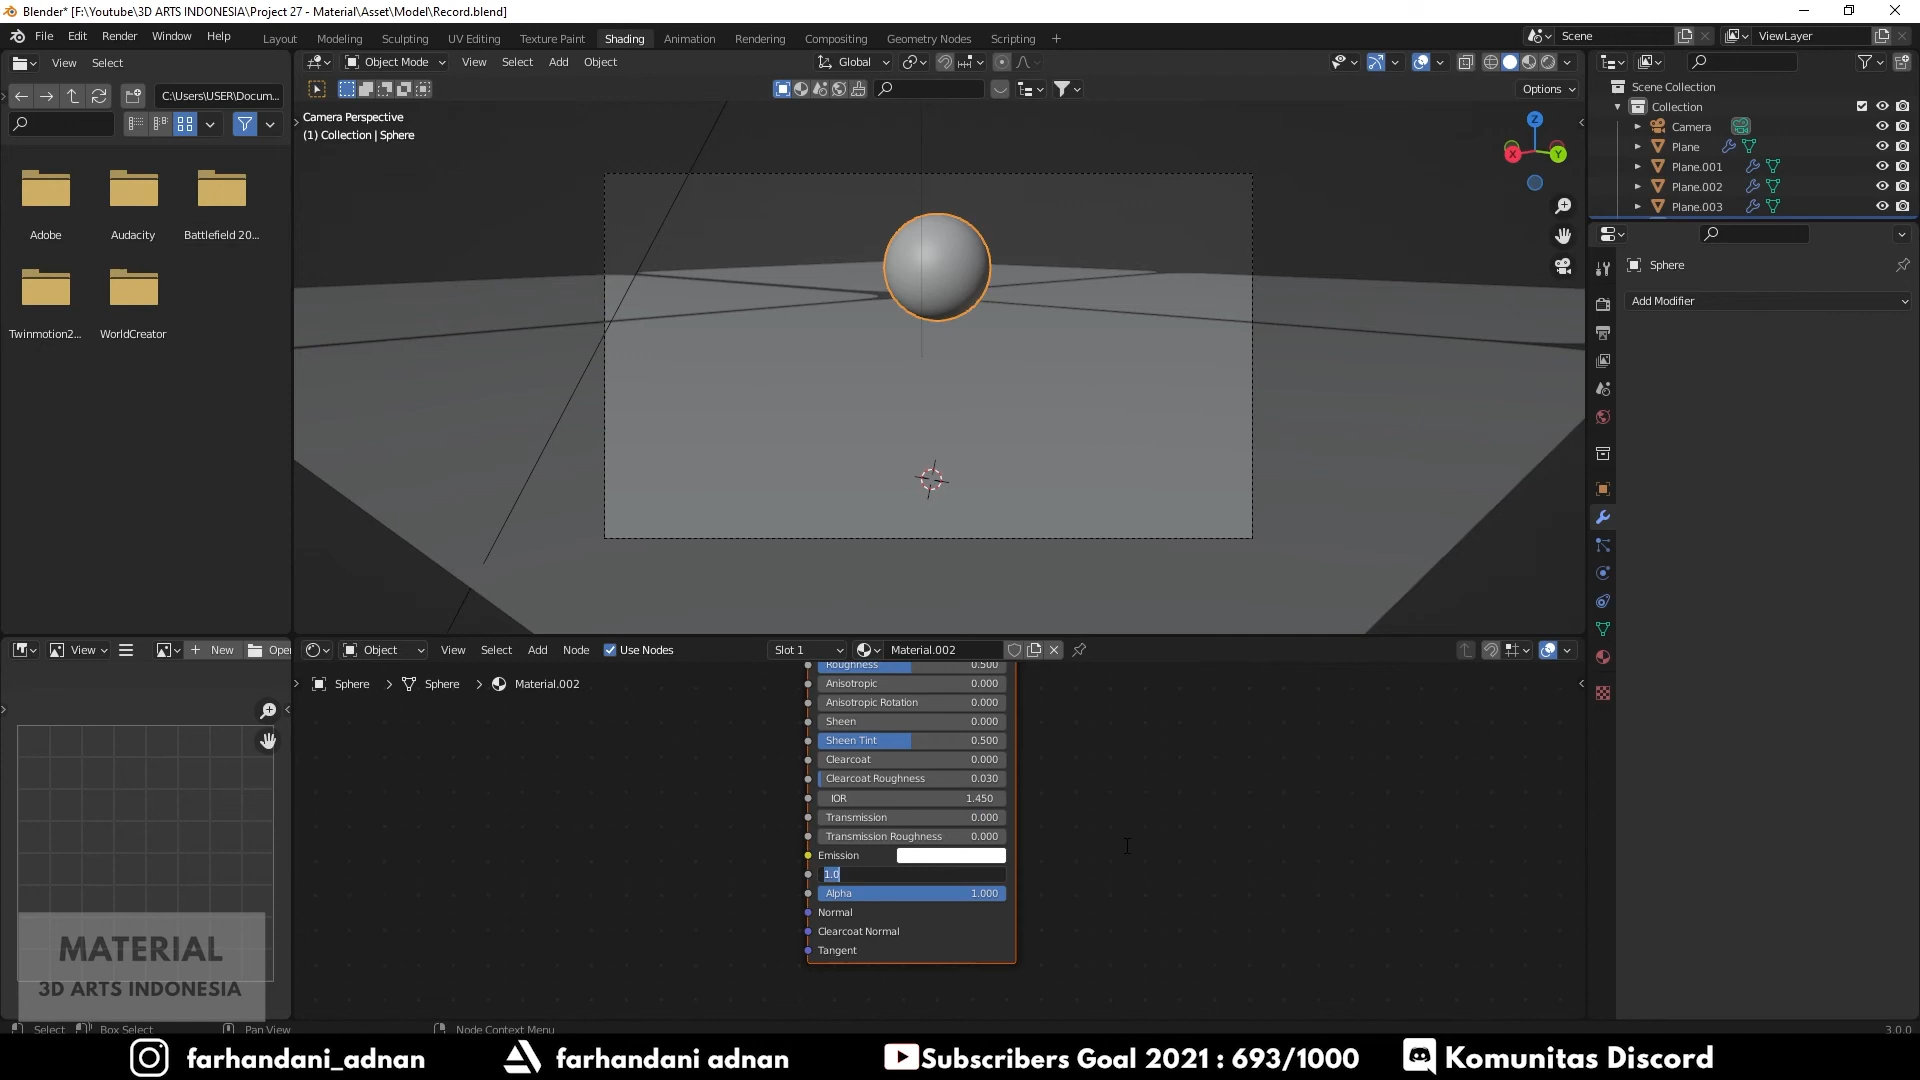 Blender* [F:\Youtube\3D ARTS INDONESIA\Project 27 - Material\Asset\Model\Record.blend]
File Edit Render Window Help
Layout Modeling Sculpting UV Editing Texture Paint Shading Animation Rendering Compositing Geometry Nodes Scripting +
Scene
ViewLayer
View Select
C:\Users\USER\Docum...
Adobe
Audacity
Battlefield 20...
Twinmotion2...
WorldCreator
Object Mode
View Select Add Object
Global
Options
Camera Perspective
(1) Collection | Sphere
Z
X
Y
Scene Collection
Collection
Camera
Plane
Plane.001
Plane.002
Plane.003
Sphere
Add Modifier
View
New
Open
Object
View Select Add Node
Use Nodes
Slot 1
Material.002
Sphere > Sphere > Material.002
Roughness 0.500
Anisotropic 0.000
Anisotropic Rotation 0.000
Sheen 0.000
Sheen Tint 0.500
Clearcoat 0.000
Clearcoat Roughness 0.030
IOR 1.450
Transmission 0.000
Transmission Roughness 0.000
Emission
1.0
Alpha 1.000
Normal
Clearcoat Normal
Tangent
MATERIAL
3D ARTS INDONESIA
Select
Box Select
Pan View
Node Context Menu
3.0.0
farhandani_adnan
farhandani adnan
Subscribers Goal 2021 : 693/1000
Komunitas Discord